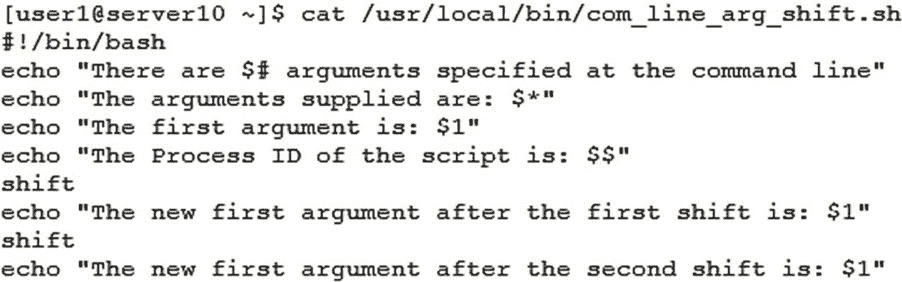 [user1@server10 ~]$ cat /usr/local/bin/com_line_arg_shift.sh
#!/bin/bash
echo "There are $# arguments specified at the command line"
echo "The arguments supplied are: $*"
echo "The first argument is: $1"
echo "The Process ID of the script is: $$"
shift
echo "The new first argument after the first shift is: $1"
shift
echo "The new first argument after the second shift is: $1"